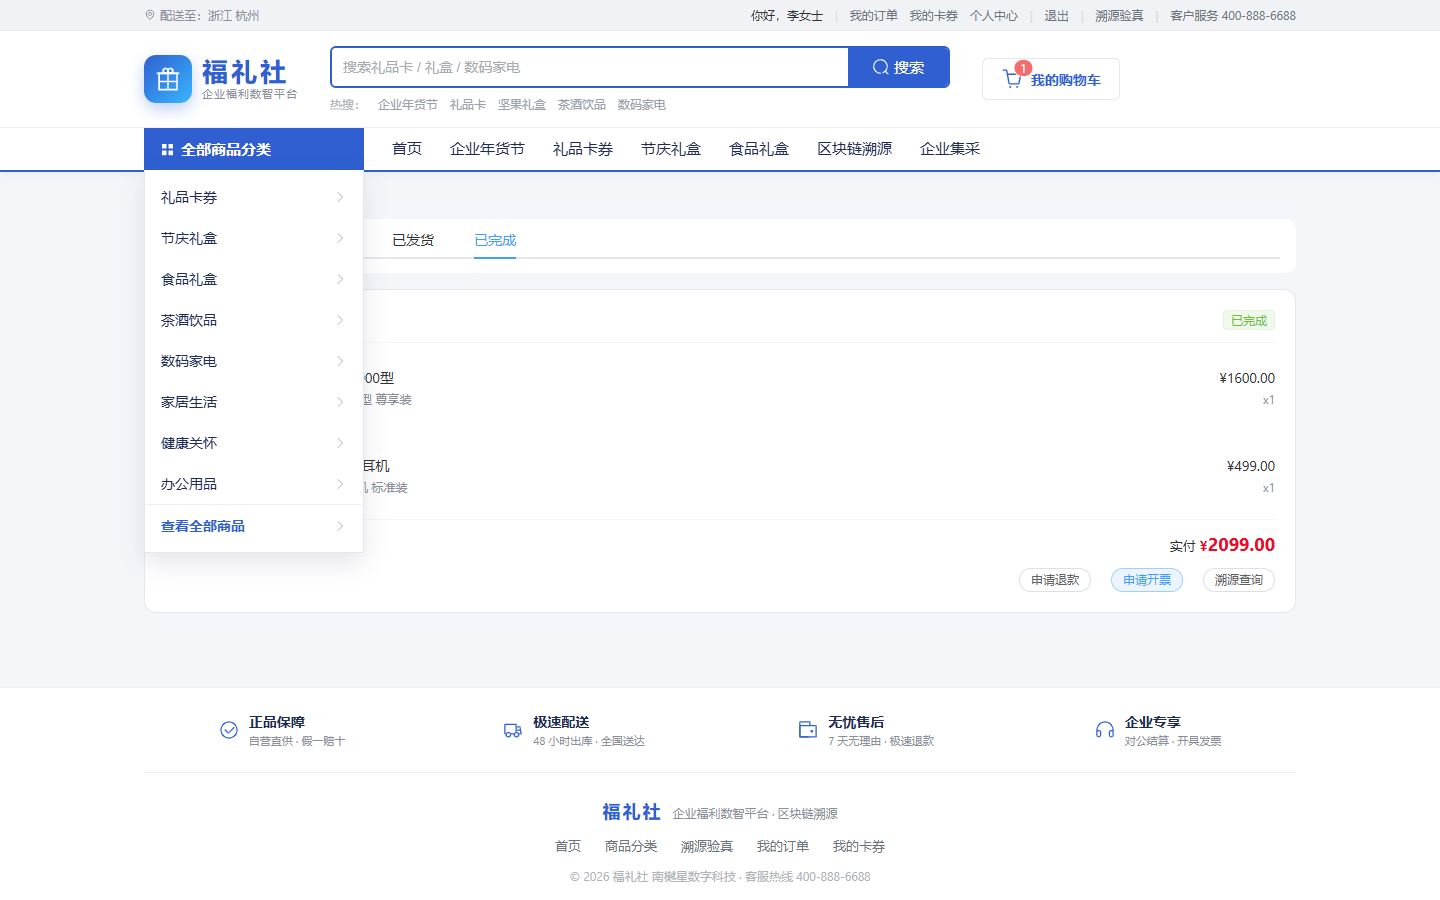 配送至：浙江 杭州
你好，李女士 | 我的订单 我的卡券 个人中心 | 退出 | 溯源验真 | 客户服务 400-888-6688
福礼社
企业福利数智平台
搜索礼品卡 / 礼盒 / 数码家电
搜索
1
我的购物车
热搜： 企业年货节 礼品卡 坚果礼盒 茶酒饮品 数码家电
全部商品分类
首页 企业年货节 礼品卡券 节庆礼盒 食品礼盒 区块链溯源 企业集采
礼品卡券
节庆礼盒
食品礼盒
茶酒饮品
数码家电
家居生活
健康关怀
办公用品
查看全部商品
已发货 已完成
已完成
00型
¥1600.00
型 尊享装
x1
耳机
¥499.00
标准装
x1
实付 ¥2099.00
申请退款 申请开票 溯源查询
正品保障
自营直供 · 假一赔十
极速配送
48 小时出库 · 全国送达
无忧售后
7 天无理由 · 极速退款
企业专享
对公结算 · 开具发票
福礼社 企业福利数智平台 · 区块链溯源
首页 商品分类 溯源验真 我的订单 我的卡券
© 2026 福礼社 南樾星数字科技 · 客服热线 400-888-6688